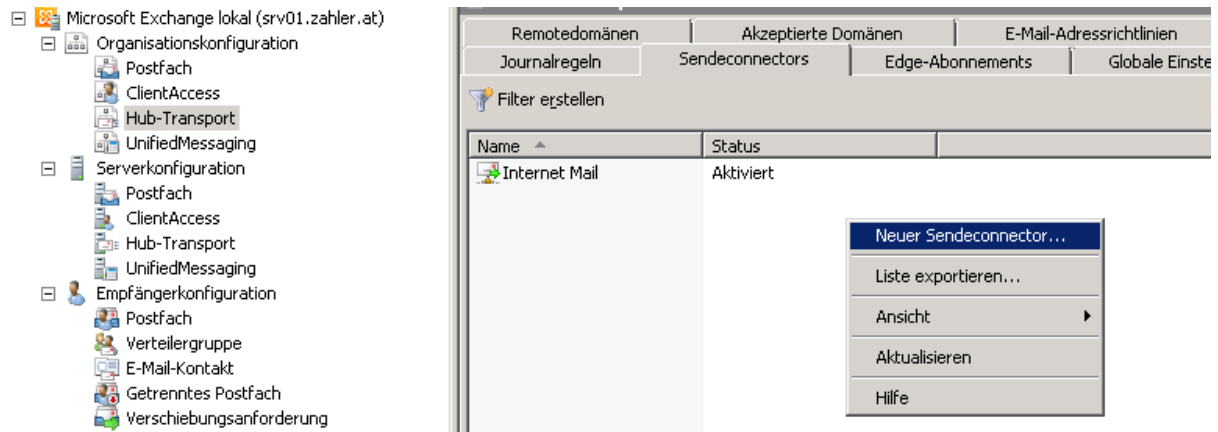 Microsoft Exchange lokal (srv01.zahler.at)
Organisationskonfiguration
Postfach
ClientAccess
Hub-Transport
UnifiedMessaging
Serverkonfiguration
Postfach
ClientAccess
Hub-Transport
UnifiedMessaging
Empfängerkonfiguration
Postfach
Verteilergruppe
E-Mail-Kontakt
Getrenntes Postfach
Verschiebungsanforderung
Remotedomänen Akzeptierte Domänen E-Mail-Adressrichtlinien
Journalregeln Sendeconnectors Edge-Abonnements Globale Einste
Filter erstellen
Name Status
Internet Mail Aktiviert
Neuer Sendeconnector...
Liste exportieren...
Ansicht
Aktualisieren
Hilfe